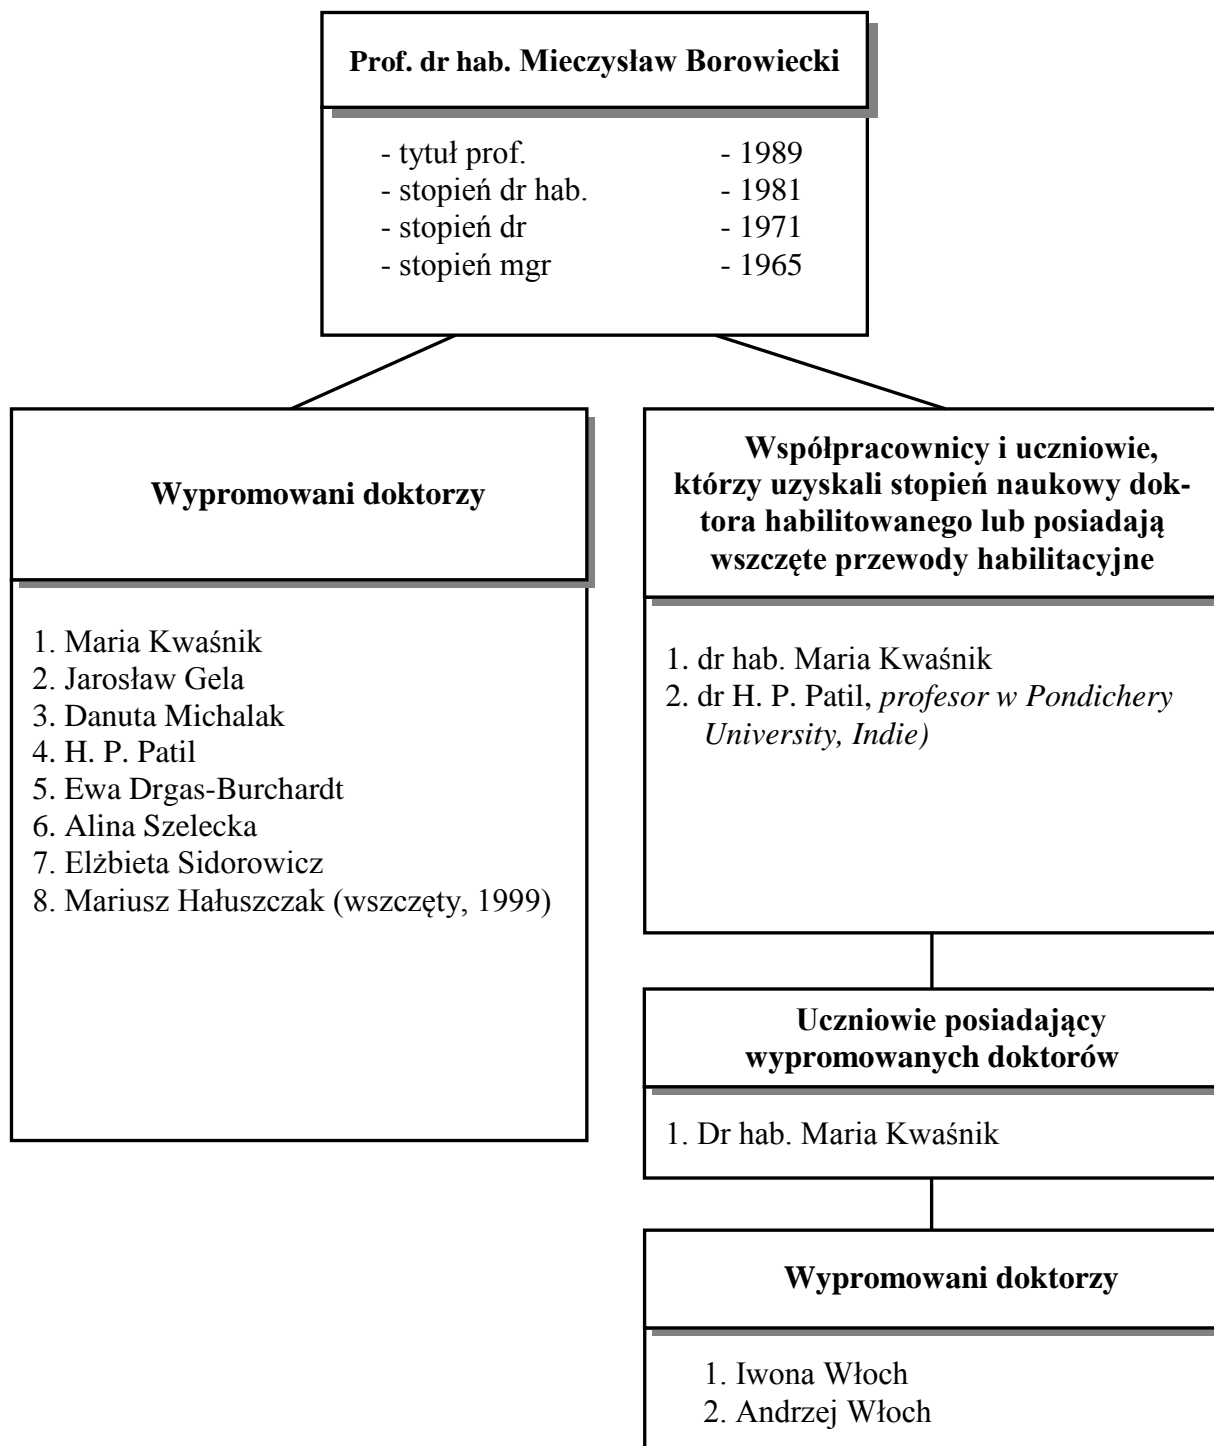 Prof. dr hab. Mieczysław Borowiecki
- tytuł prof. - 1989
- stopień dr hab. - 1981
- stopień dr - 1971
- stopień mgr - 1965
Wypromowani doktorzy
1. Maria Kwaśnik
2. Jarosław Gela
3. Danuta Michalak
4. H. P. Patil
5. Ewa Drgas-Burchardt
6. Alina Szelecka
7. Elżbieta Sidorowicz
8. Mariusz Hałuszczak (wszczęty, 1999)
Współpracownicy i uczniowie,
którzy uzyskali stopień naukowy dok-
tora habilitowanego lub posiadają
wszczęte przewody habilitacyjne
1. dr hab. Maria Kwaśnik
2. dr H. P. Patil, profesor w Pondichery
University, Indie)
Uczniowie posiadający
wypromowanych doktorów
1. Dr hab. Maria Kwaśnik
Wypromowani doktorzy
1. Iwona Włoch
2. Andrzej Włoch